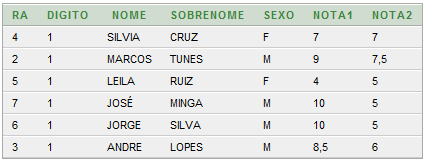 RA DIGITO NOME SOBRENOME SEXO NOTA1 NOTA2
4 1 SILVIA CRUZ F 7 7
2 1 MARCOS TUNES M 9 7,5
5 1 LEILA RUIZ F 4 5
7 1 JOSÉ MINGA M 10 5
6 1 JORGE SILVA M 10 5
3 1 ANDRE LOPES M 8,5 6